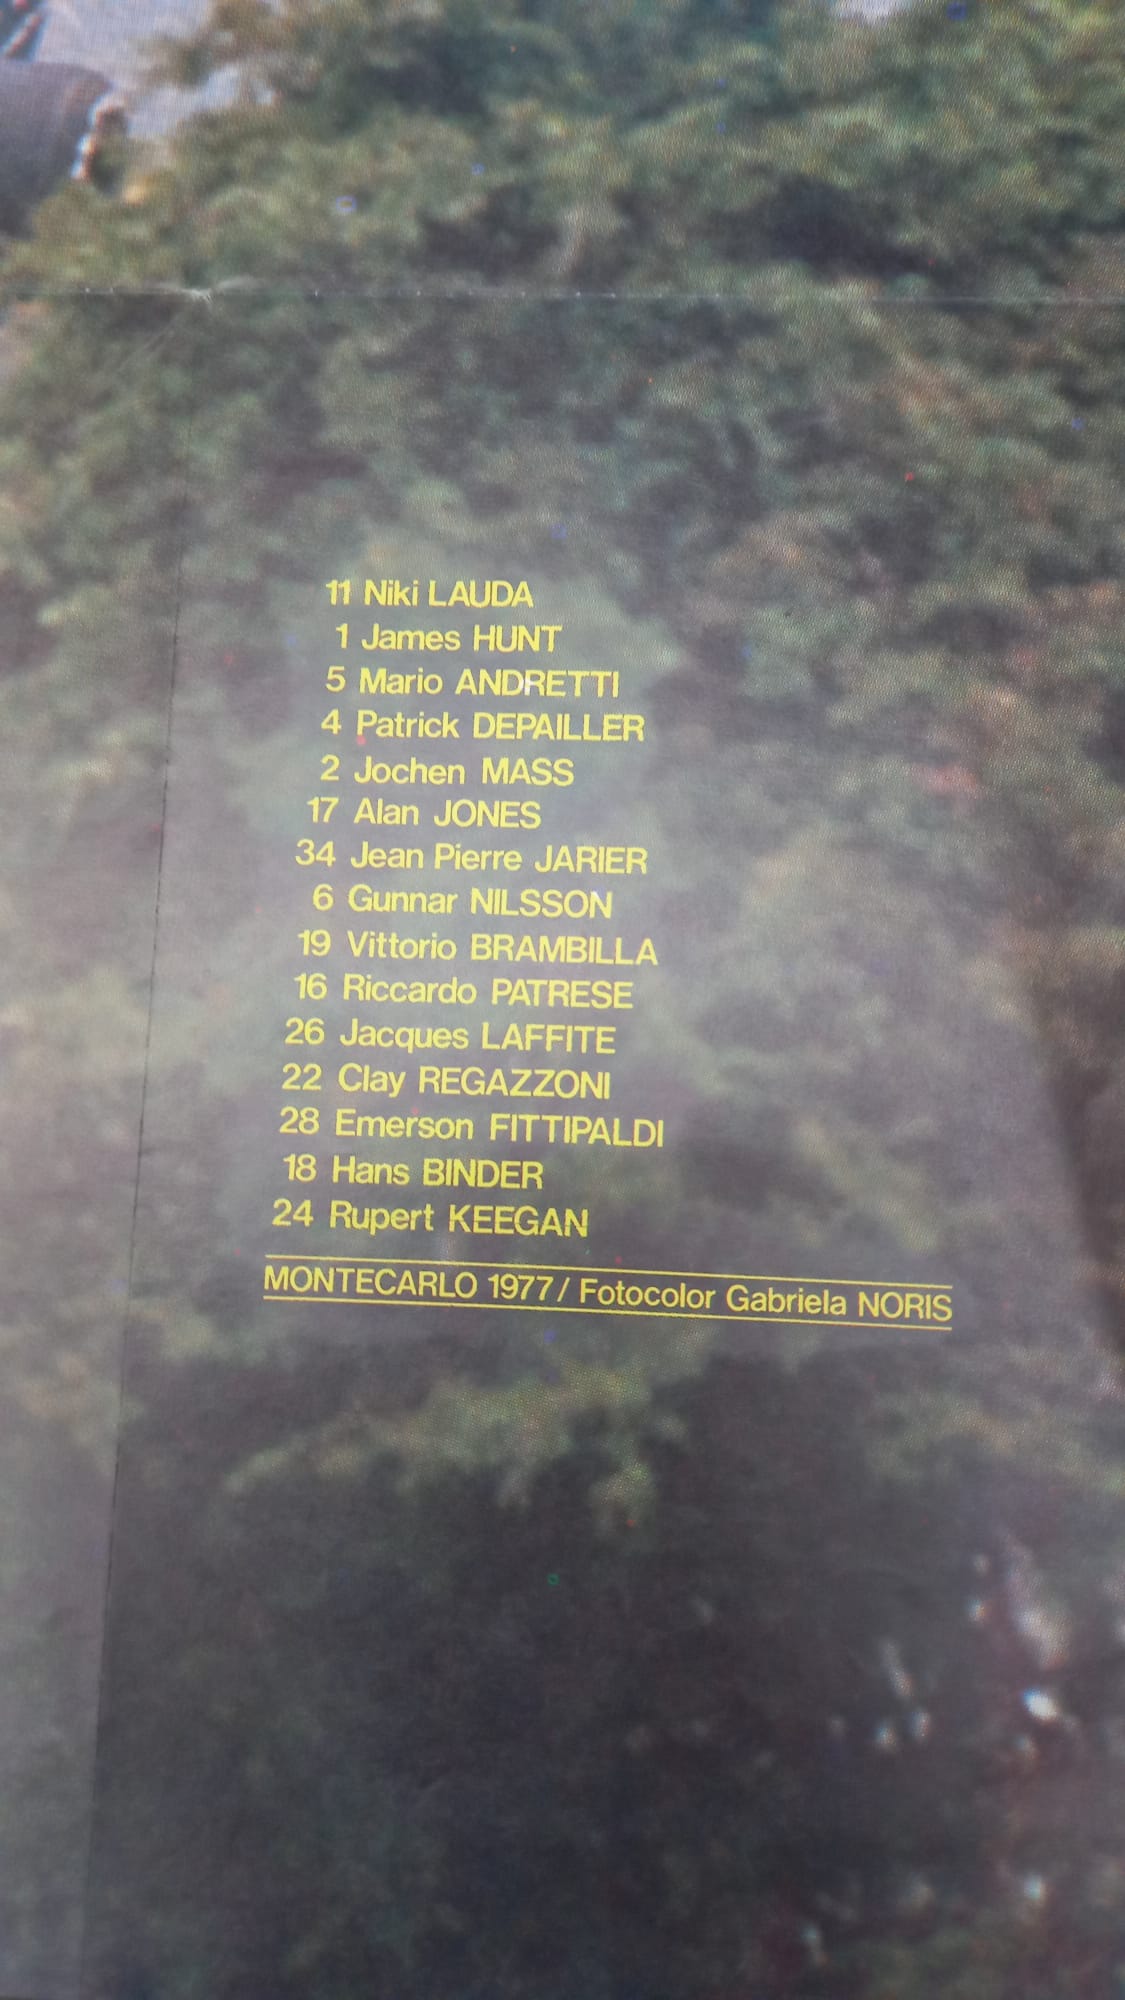 11 Niki LAUDA
1 James HUNT
5 Mario ANDRETTI
4 Patrick DEPAILLER
2 Jochen MASS
17 Alan JONES
34 Jean Pierre JARIER
6 Gunnar NILSSON
19 Vittorio BRAMBILLA
16 Riccardo PATRESE
26 Jacques LAFFITE
22 Clay REGAZZONI
28 Emerson FITTIPALDI
18 Hans BINDER
24 Rupert KEEGAN
MONTECARLO 1977 / Fotocolor Gabriela NORIS